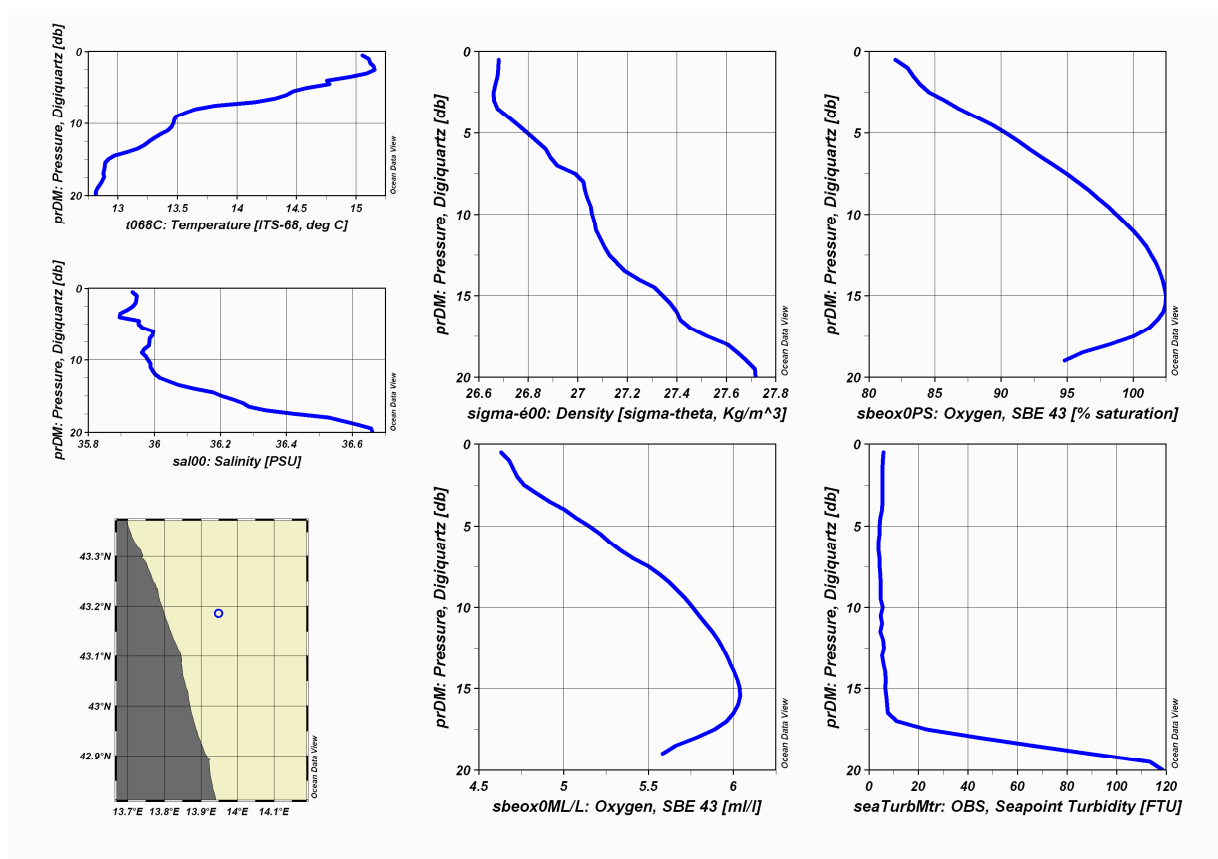 prDM: Pressure, Digiquartz [db]
0
10
20
13
13.5
14
14.5
15
t068C: Temperature [ITS-68, deg C]
Ocean Data View
prDM: Pressure, Digiquartz [db]
0
10
20
35.8
36
36.2
36.4
36.6
sal00: Salinity [PSU]
Ocean Data View
43.3°N
43.2°N
43.1°N
43°N
42.9°N
13.7°E
13.8°E
13.9°E
14°E
14.1°E
Ocean Data View
prDM: Pressure, Digiquartz [db]
0
5
10
15
20
26.6
26.8
27
27.2
27.4
27.6
27.8
sigma-é00: Density [sigma-theta, Kg/m^3]
Ocean Data View
prDM: Pressure, Digiquartz [db]
0
5
10
15
20
80
85
90
95
100
sbeox0PS: Oxygen, SBE 43 [% saturation]
Ocean Data View
prDM: Pressure, Digiquartz [db]
0
5
10
15
20
4.5
5
5.5
6
sbeox0ML/L: Oxygen, SBE 43 [ml/l]
Ocean Data View
prDM: Pressure, Digiquartz [db]
0
5
10
15
20
0
20
40
60
80
100
120
seaTurbMtr: OBS, Seapoint Turbidity [FTU]
Ocean Data View